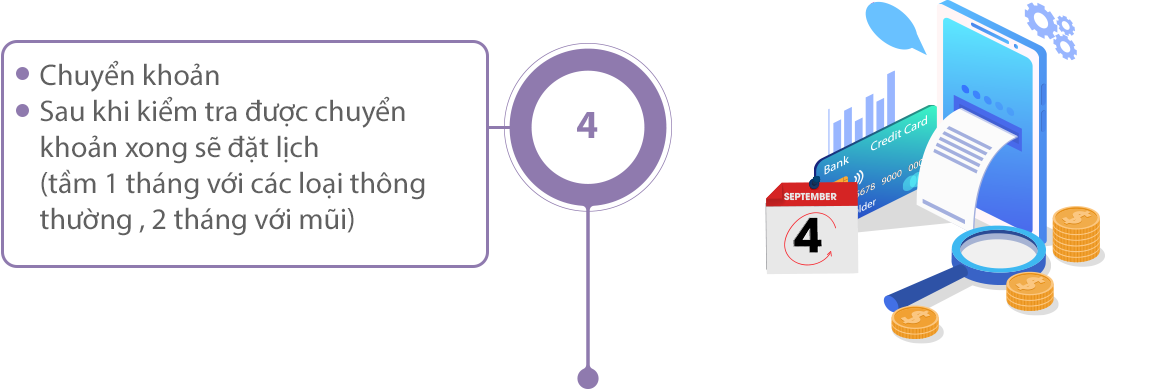 Chuyển khoản
Sau khi kiểm tra được chuyển
khoản xong sẽ đặt lịch
(tầm 1 tháng với các loại thông
thường , 2 tháng với mũi)
4
Bank
Credit Card
5678 9000 000
lder
SEPTEMBER
4